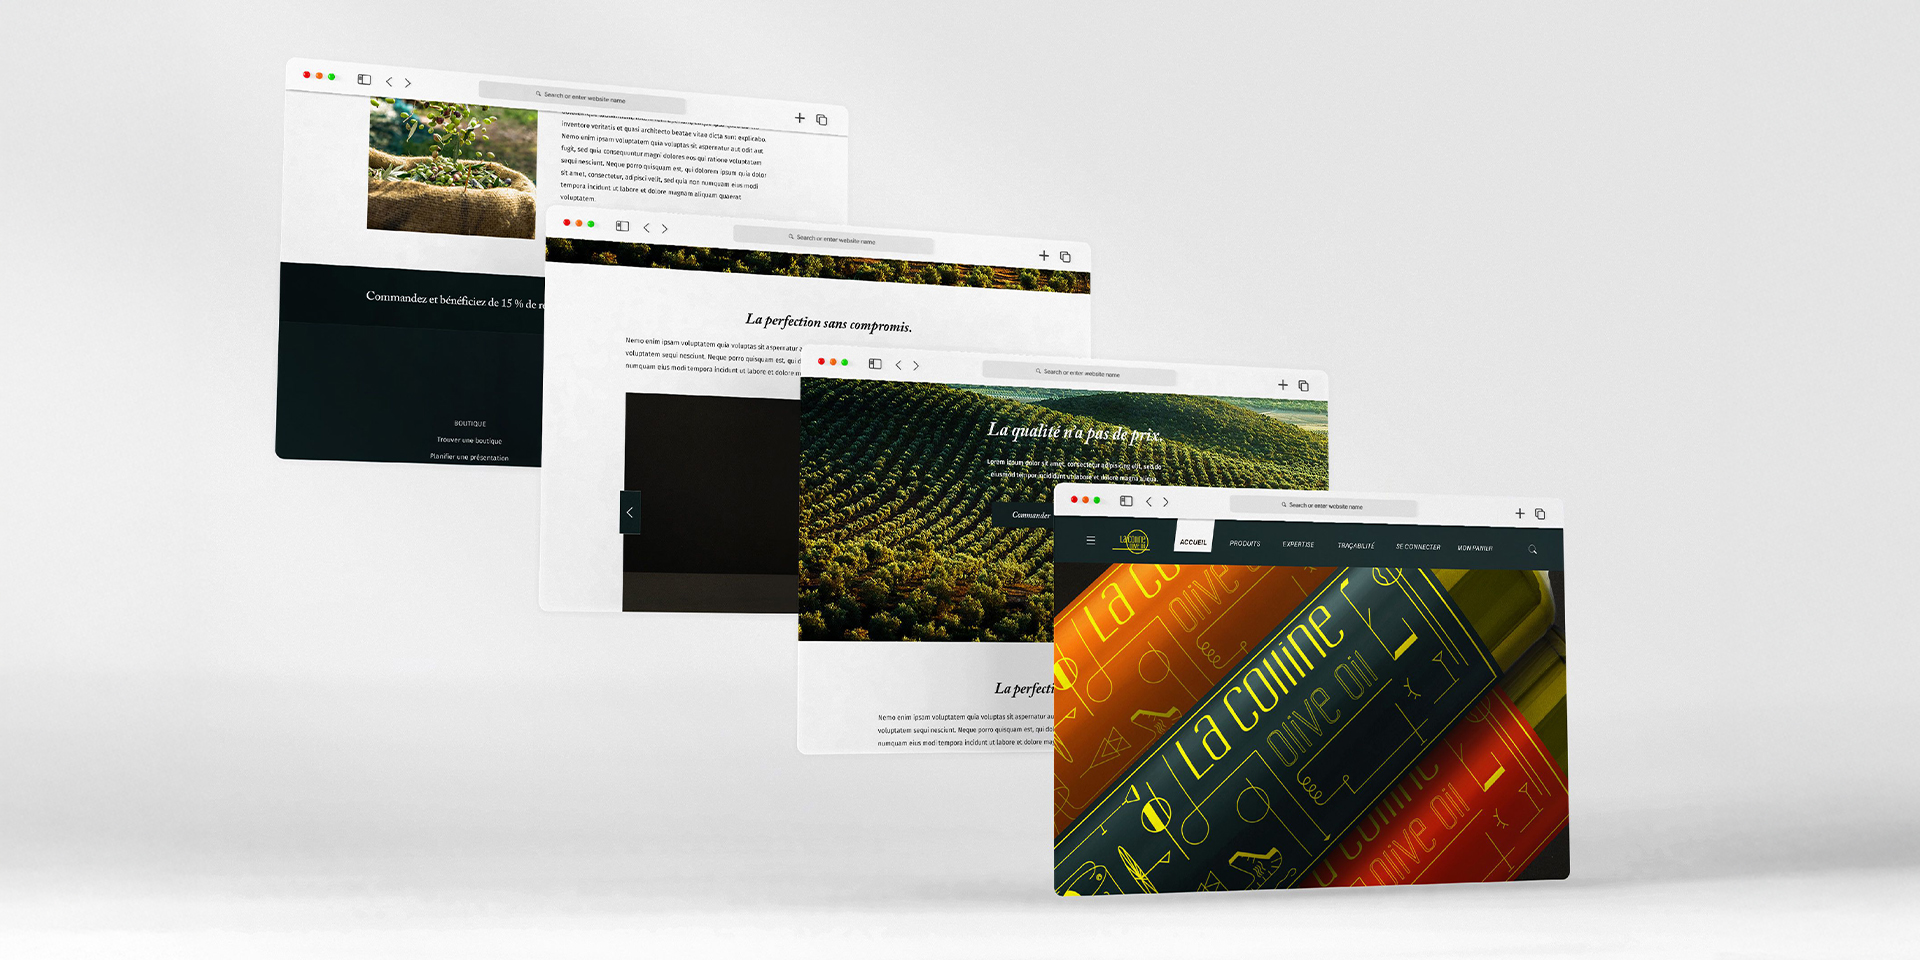 Search or enter website name
inventore veritatis et quasi architecto beatae vitae dicta sunt explicabo.
Nemo enim ipsam voluptatem quia voluptas sit aspernatur aut odit aut
fugit, sed quia consequuntur magni dolores eos qui ratione voluptatem
sequi nesciunt. Neque porro quisquam est, qui dolorem ipsum quia dolor
sit amet, consectetur, adipisci velit, sed quia non numquam eius modi
tempora incidunt ut labore et dolore magnam aliquam quaerat
voluptatem.
Commandez et bénéficiez de 15 % de
BOUTIQUE
Trouver une boutique
Planifier une présentation
Search or enter website name
La perfection sans compromis.
Nemo enim ipsam voluptatem quia voluptas sit aspernatur
voluptatem sequi nesciunt. Neque porro quisquam est, qui
numquam eius modi tempora incidunt ut labore et dolore
Search or enter website name
La qualité n'a pas de prix.
Lorem ipsum dolor sit amet, consectetur adipisicing elit, sed do
eiusmod tempor incididunt ut labore et dolore magna aliqua.
Commander
La perfecti
Nemo enim ipsam voluptatem quia voluptas sit aspernatur
voluptatem sequi nesciunt. Neque porro quisquam est, qui
numquam eius modi tempora incidunt ut labore et dolore
Search or enter website name
La Colline
ACCUEIL PRODUITS EXPERTISE TRAÇABILITÉ SE CONNECTER MON PANIER
La Co
Olive Oil
La Colline
Olive Oil
Colline
Olive Oil